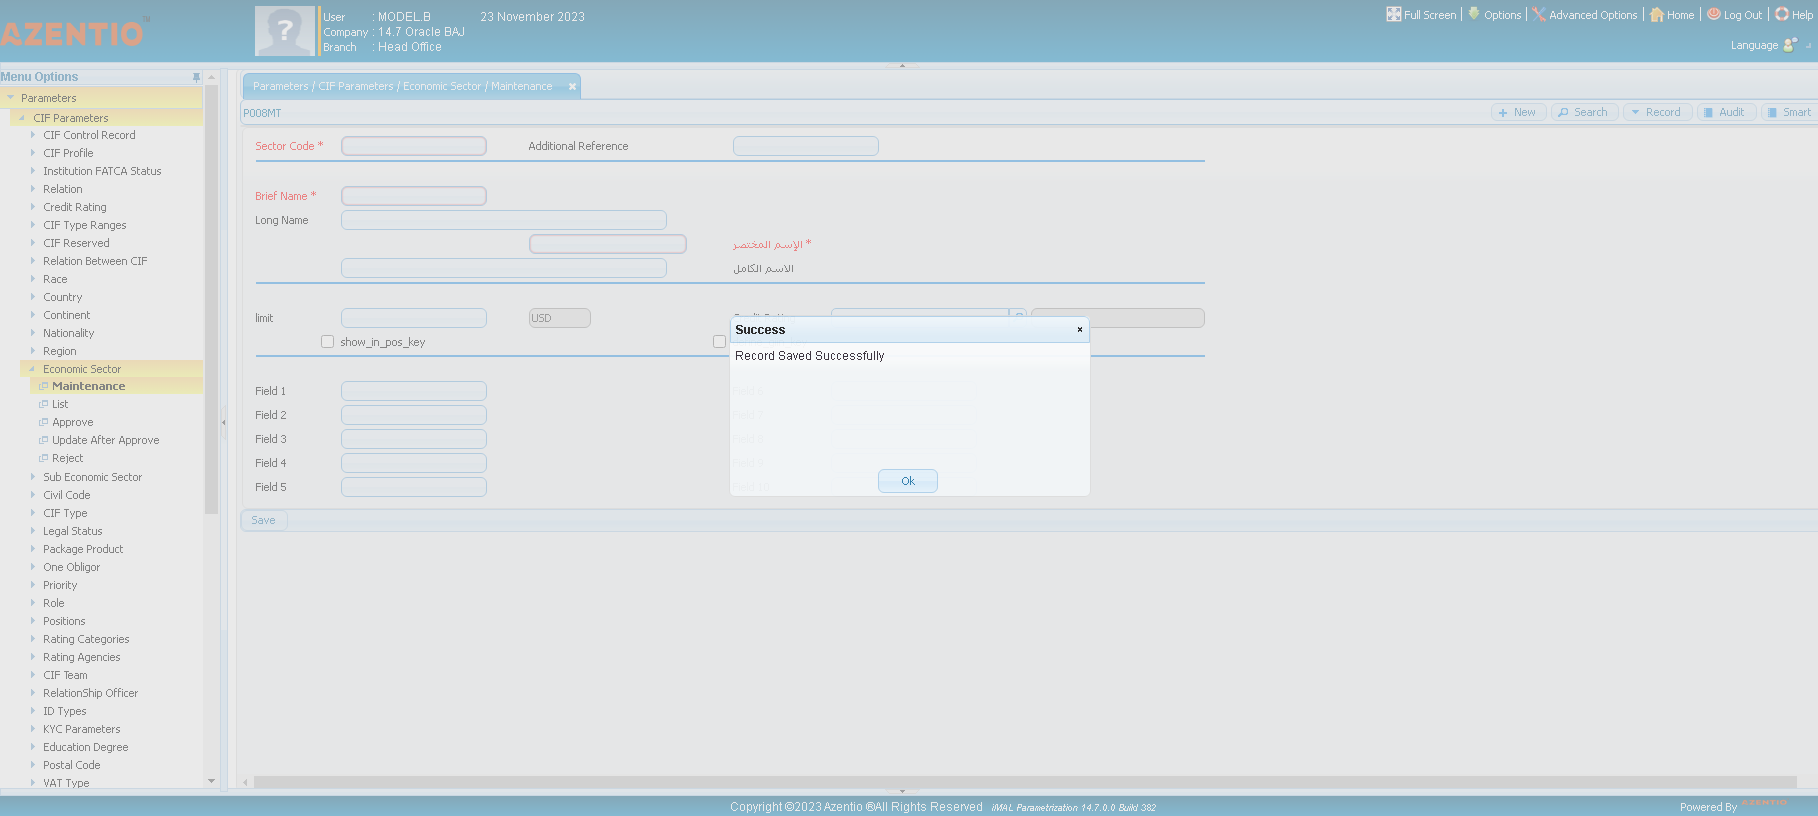 AZENTIO
User : MODEL.B 23 November 2023
Company : 14.7 Oracle BAJ
Branch : Head Office
Full Screen Options Advanced Options Home Log Out Help
Language
Menu Options
Parameters
CIF Parameters
CIF Control Record
CIF Profile
Institution FATCA Status
Relation
Credit Rating
CIF Type Ranges
CIF Reserved
Relation Between CIF
Race
Country
Continent
Nationality
Region
Economic Sector
Maintenance
List
Approve
Update After Approve
Reject
Sub Economic Sector
Civil Code
CIF Type
Legal Status
Package Product
One Obligor
Priority
Role
Positions
Rating Categories
Rating Agencies
CIF Team
RelationShip Officer
ID Types
KYC Parameters
Education Degree
Postal Code
VAT Type
Parameters / CIF Parameters / Economic Sector / Maintenance
P008MT
New Search Record Audit Smart
Sector Code * Additional Reference
Brief Name *
Long Name
الإسم المختصر *
الاسم الكامل
limit USD
show_in_pos_key
Field 1
Field 2
Field 3
Field 4
Field 5
Success
Record Saved Successfully
Ok
Save
Copyright ©2023 Azentio ®All Rights Reserved iMAL Parametrization 14.7.0.0 Build 362
Powered By AZENTIO